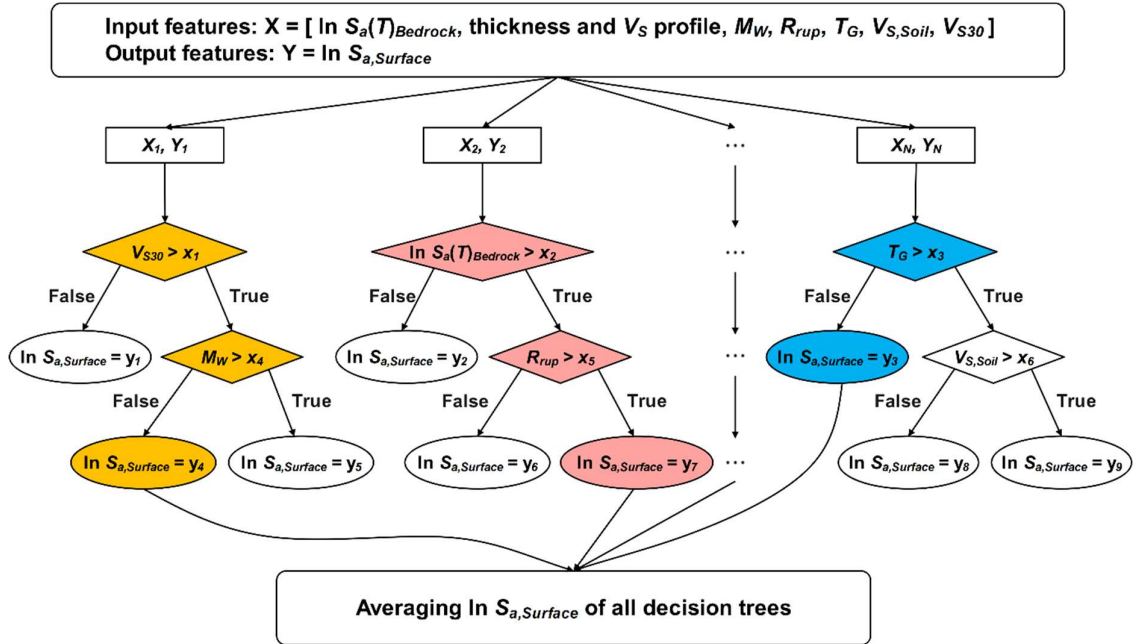 Input features: X = [ ln Sa(T)Bedrock, thickness and VS profile, MW, Rrup, TG, VS,Soil, VS30 ]
Output features: Y = ln Sa,Surface
X1, Y1
X2, Y2
...
XN, YN
VS30 > x1
ln Sa(T)Bedrock > x2
...
TG > x3
False
True
False
True
False
True
ln Sa,Surface = y1
MW > x4
ln Sa,Surface = y2
Rrup > x5
...
ln Sa,Surface = y3
VS,Soil > x6
False
True
False
True
False
True
ln Sa,Surface = y4
ln Sa,Surface = y5
ln Sa,Surface = y6
ln Sa,Surface = y7
...
ln Sa,Surface = y8
ln Sa,Surface = y9
Averaging ln Sa,Surface of all decision trees